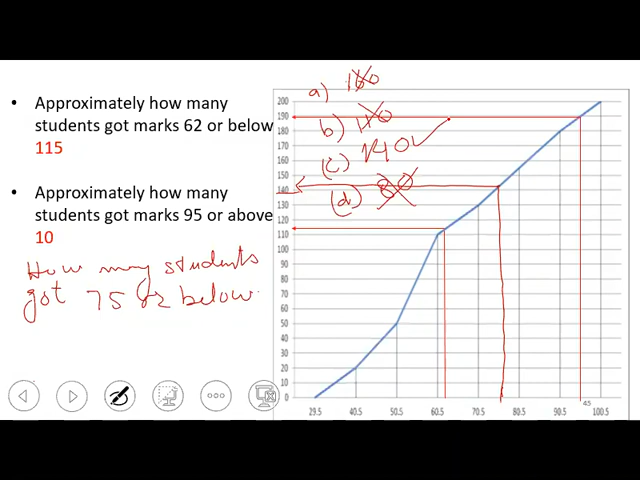 • Approximately how many
students got marks 62 or below
115
• Approximately how many
students got marks 95 or above
10
How many students
got 75 or below
a) 160
b) 110
(c) 140
(d) 80
200
190
180
170
160
150
140
130
120
110
100
90
80
70
60
50
40
30
20
10
0
29.5 40.5 50.5 60.5 70.5 80.5 90.5 100.5